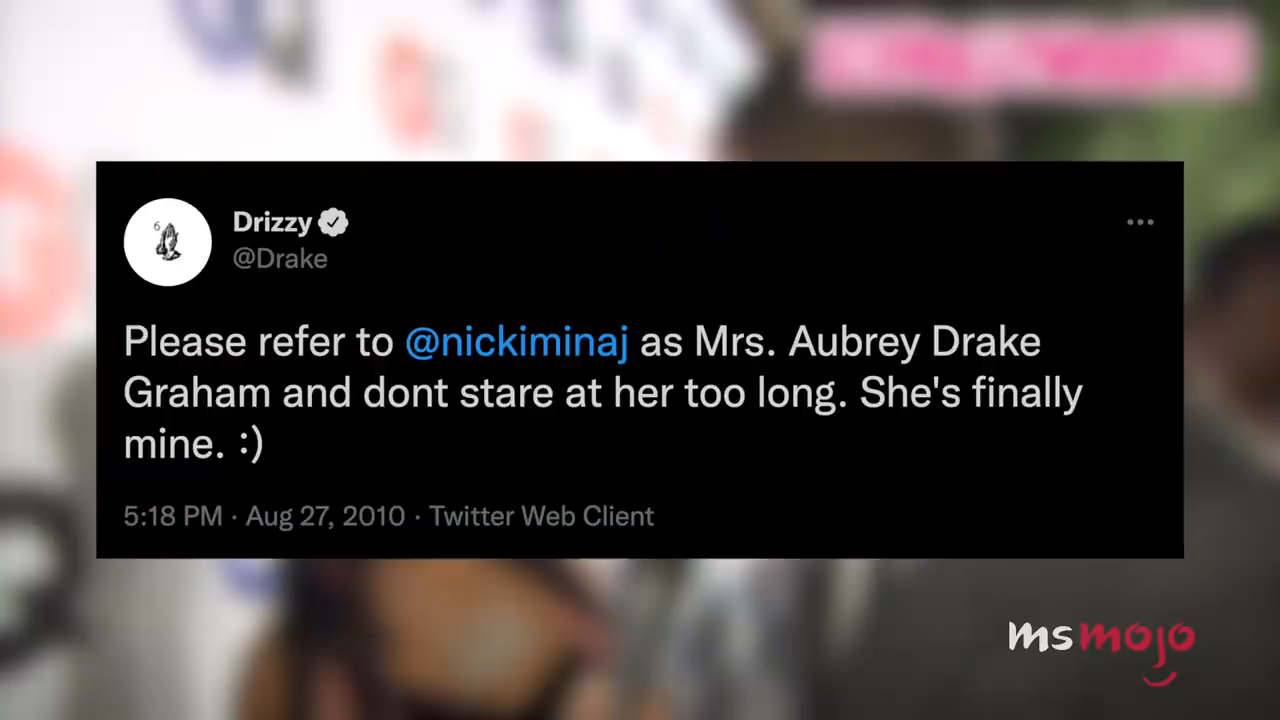 Drizzy
@Drake
Please refer to @nickiminaj as Mrs. Aubrey Drake
Graham and dont stare at her too long. She's finally
mine. :)
5:18 PM · Aug 27, 2010 · Twitter Web Client
msmojo
6